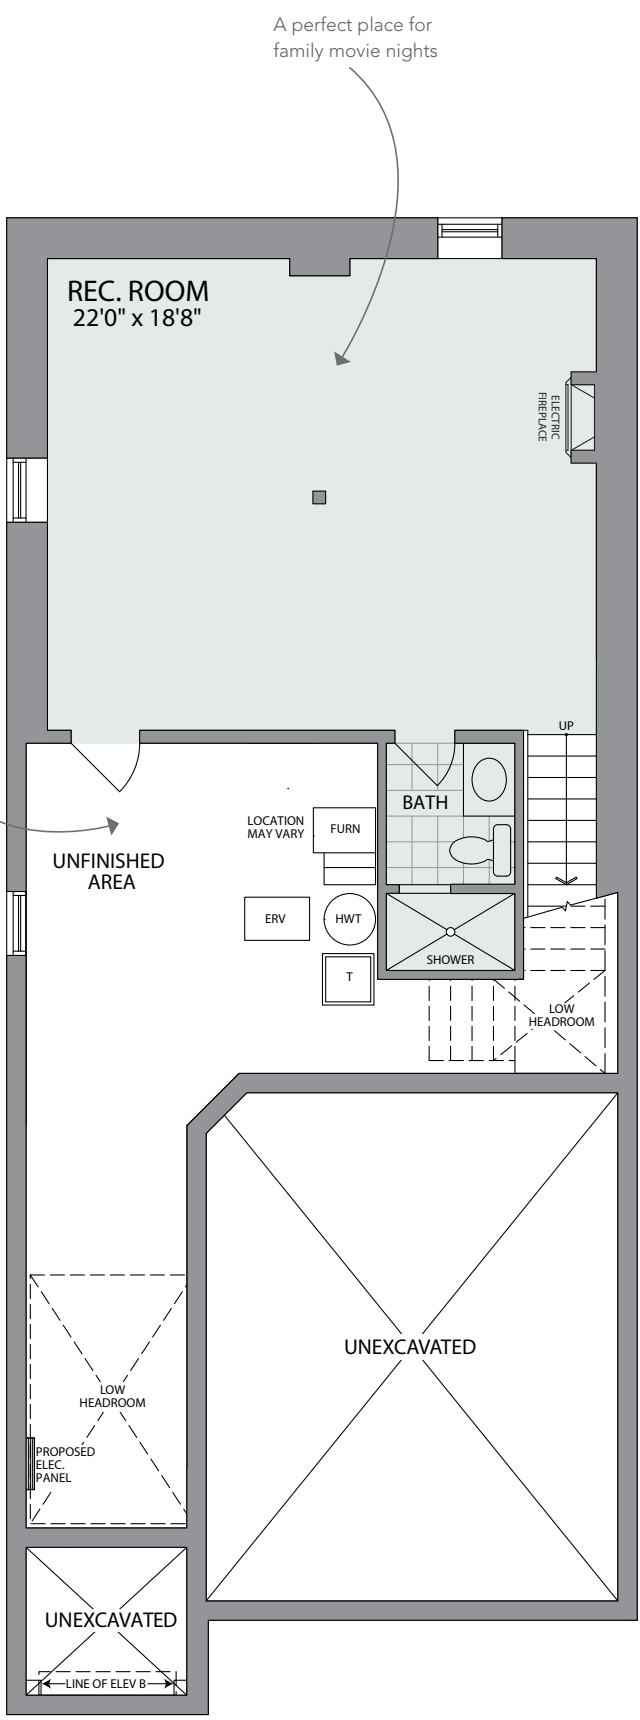 A perfect place for
family movie nights
REC. ROOM
22'0" x 18'8"
ELECTRIC
FIREPLACE
UP
BATH
LOCATION
MAY VARY
FURN
UNFINISHED
AREA
ERV
HWT
SHOWER
T
LOW
HEADROOM
UNEXCAVATED
LOW
HEADROOM
PROPOSED
ELEC.
PANEL
UNEXCAVATED
LINE OF ELEV B